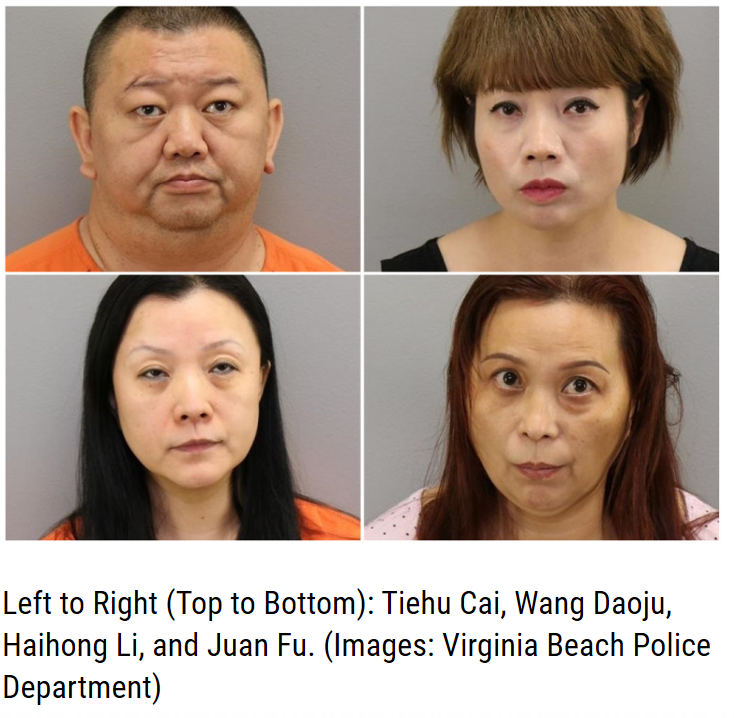 Left to Right (Top to Bottom): Tiehu Cai, Wang Daoju,
Haihong Li, and Juan Fu. (Images: Virginia Beach Police
Department)